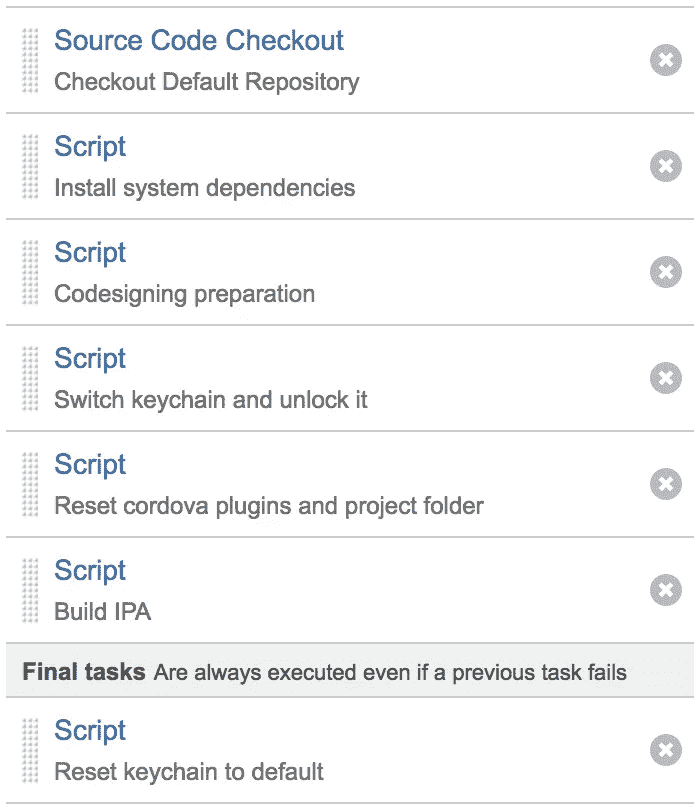 Source Code Checkout
Checkout Default Repository
Script
Install system dependencies
Script
Codesigning preparation
Script
Switch keychain and unlock it
Script
Reset cordova plugins and project folder
Script
Build IPA
Final tasks Are always executed even if a previous task fails
Script
Reset keychain to default